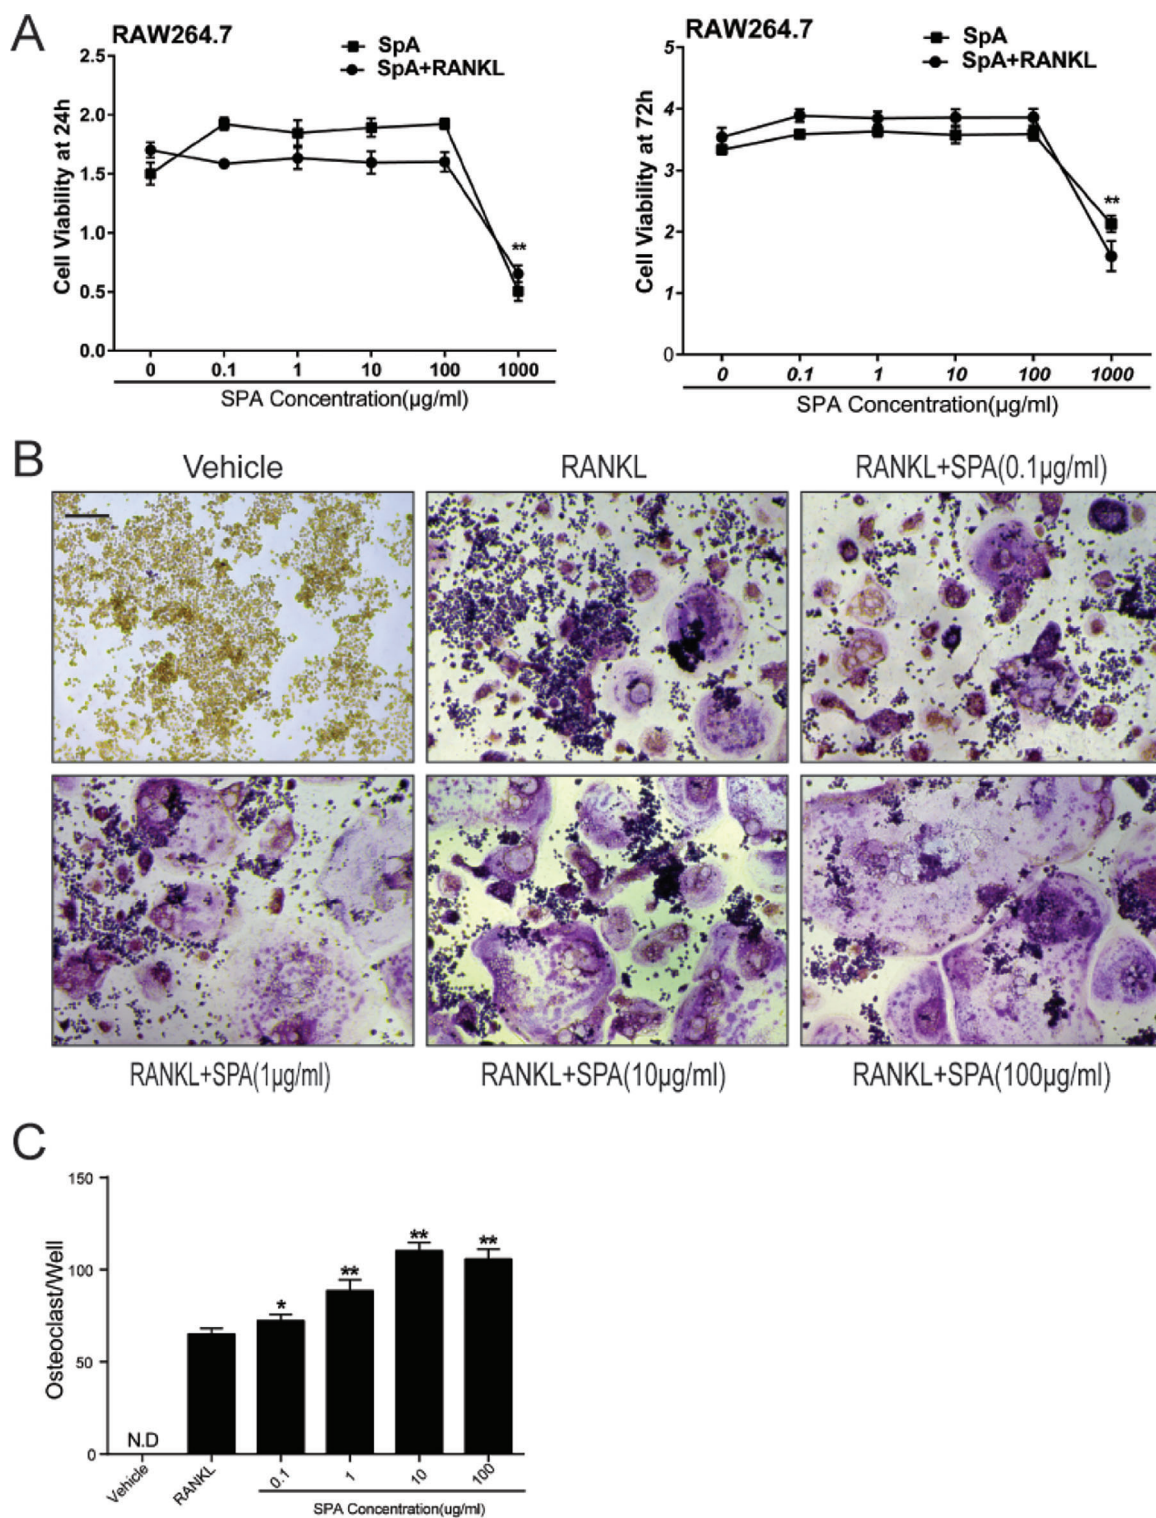 A
RAW264.7
SpA
SpA+RANKL
Cell Viability at 24h
2.5
2.0
1.5
1.0
0.5
0.0
**
0 0.1 1 10 100 1000
SPA Concentration(μg/ml)
RAW264.7
SpA
SpA+RANKL
Cell Viability at 72h
5
4
3
2
1
0
**
0 0.1 1 10 100 1000
SPA Concentration(μg/ml)
B
Vehicle
RANKL
RANKL+SPA(0.1μg/ml)
RANKL+SPA(1μg/ml)
RANKL+SPA(10μg/ml)
RANKL+SPA(100μg/ml)
C
Osteoclast/Well
150
100
50
0
N.D
*
**
**
**
Vehicle
RANKL
0.1
1
10
100
SPA Concentration(ug/ml)